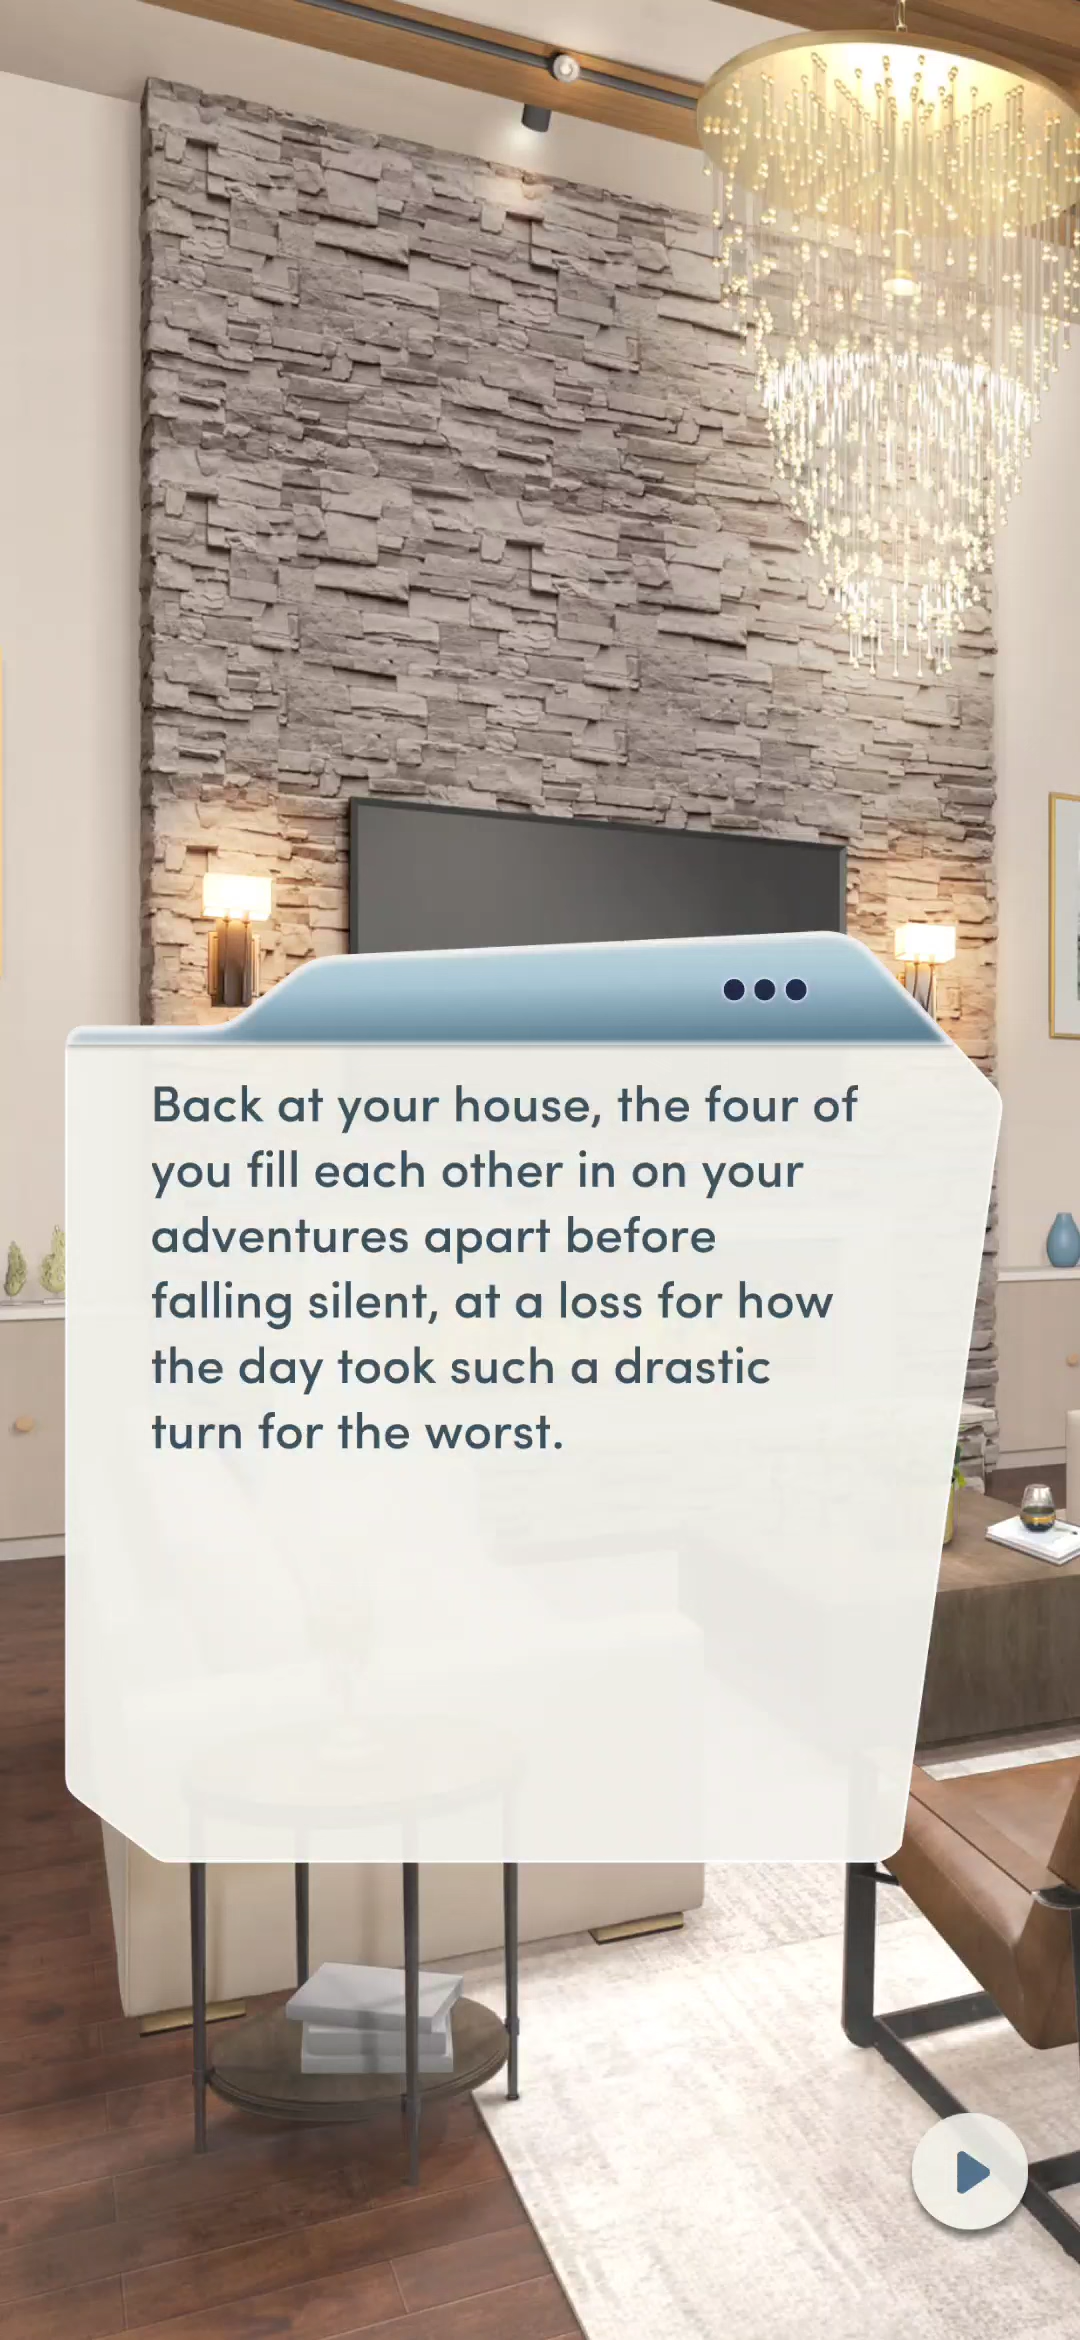 Back at your house, the four of
you fill each other in on your
adventures apart before
falling silent, at a loss for how
the day took such a drastic
turn for the worst.